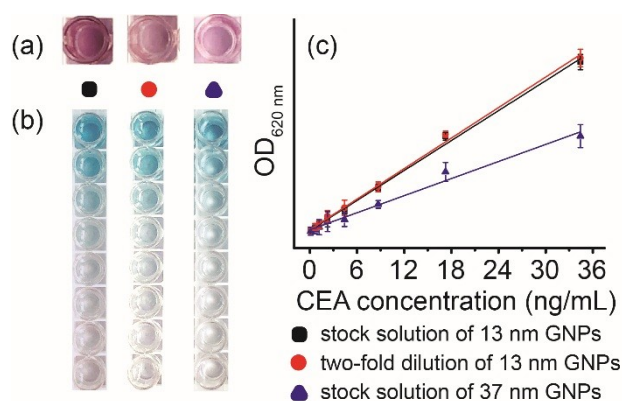 (a)
(b)
(c)
OD620 nm
0 6 12 18 24 30 36
CEA concentration (ng/mL)
stock solution of 13 nm GNPs
two-fold dilution of 13 nm GNPs
stock solution of 37 nm GNPs